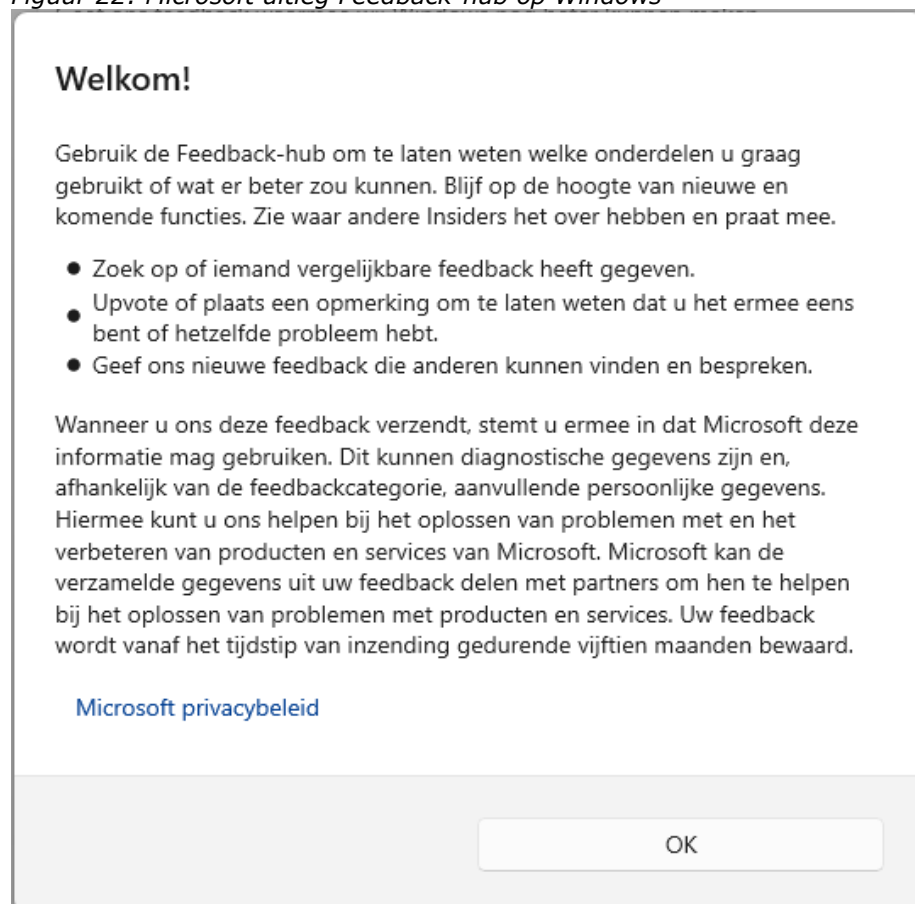 Figuur 22: Microsoft uitleg Feedback-hub op Windows
Welkom!
Gebruik de Feedback-hub om te laten weten welke onderdelen u graag
gebruikt of wat er beter zou kunnen. Blijf op de hoogte van nieuwe en
komende functies. Zie waar andere Insiders het over hebben en praat mee.
● Zoek op of iemand vergelijkbare feedback heeft gegeven.
● Upvote of plaats een opmerking om te laten weten dat u het ermee eens
bent of hetzelfde probleem hebt.
● Geef ons nieuwe feedback die anderen kunnen vinden en bespreken.
Wanneer u ons deze feedback verzendt, stemt u ermee in dat Microsoft deze
informatie mag gebruiken. Dit kunnen diagnostische gegevens zijn en,
afhankelijk van de feedbackcategorie, aanvullende persoonlijke gegevens.
Hiermee kunt u ons helpen bij het oplossen van problemen met en het
verbeteren van producten en services van Microsoft. Microsoft kan de
verzamelde gegevens uit uw feedback delen met partners om hen te helpen
bij het oplossen van problemen met producten en services. Uw feedback
wordt vanaf het tijdstip van inzending gedurende vijftien maanden bewaard.
Microsoft privacybeleid
OK